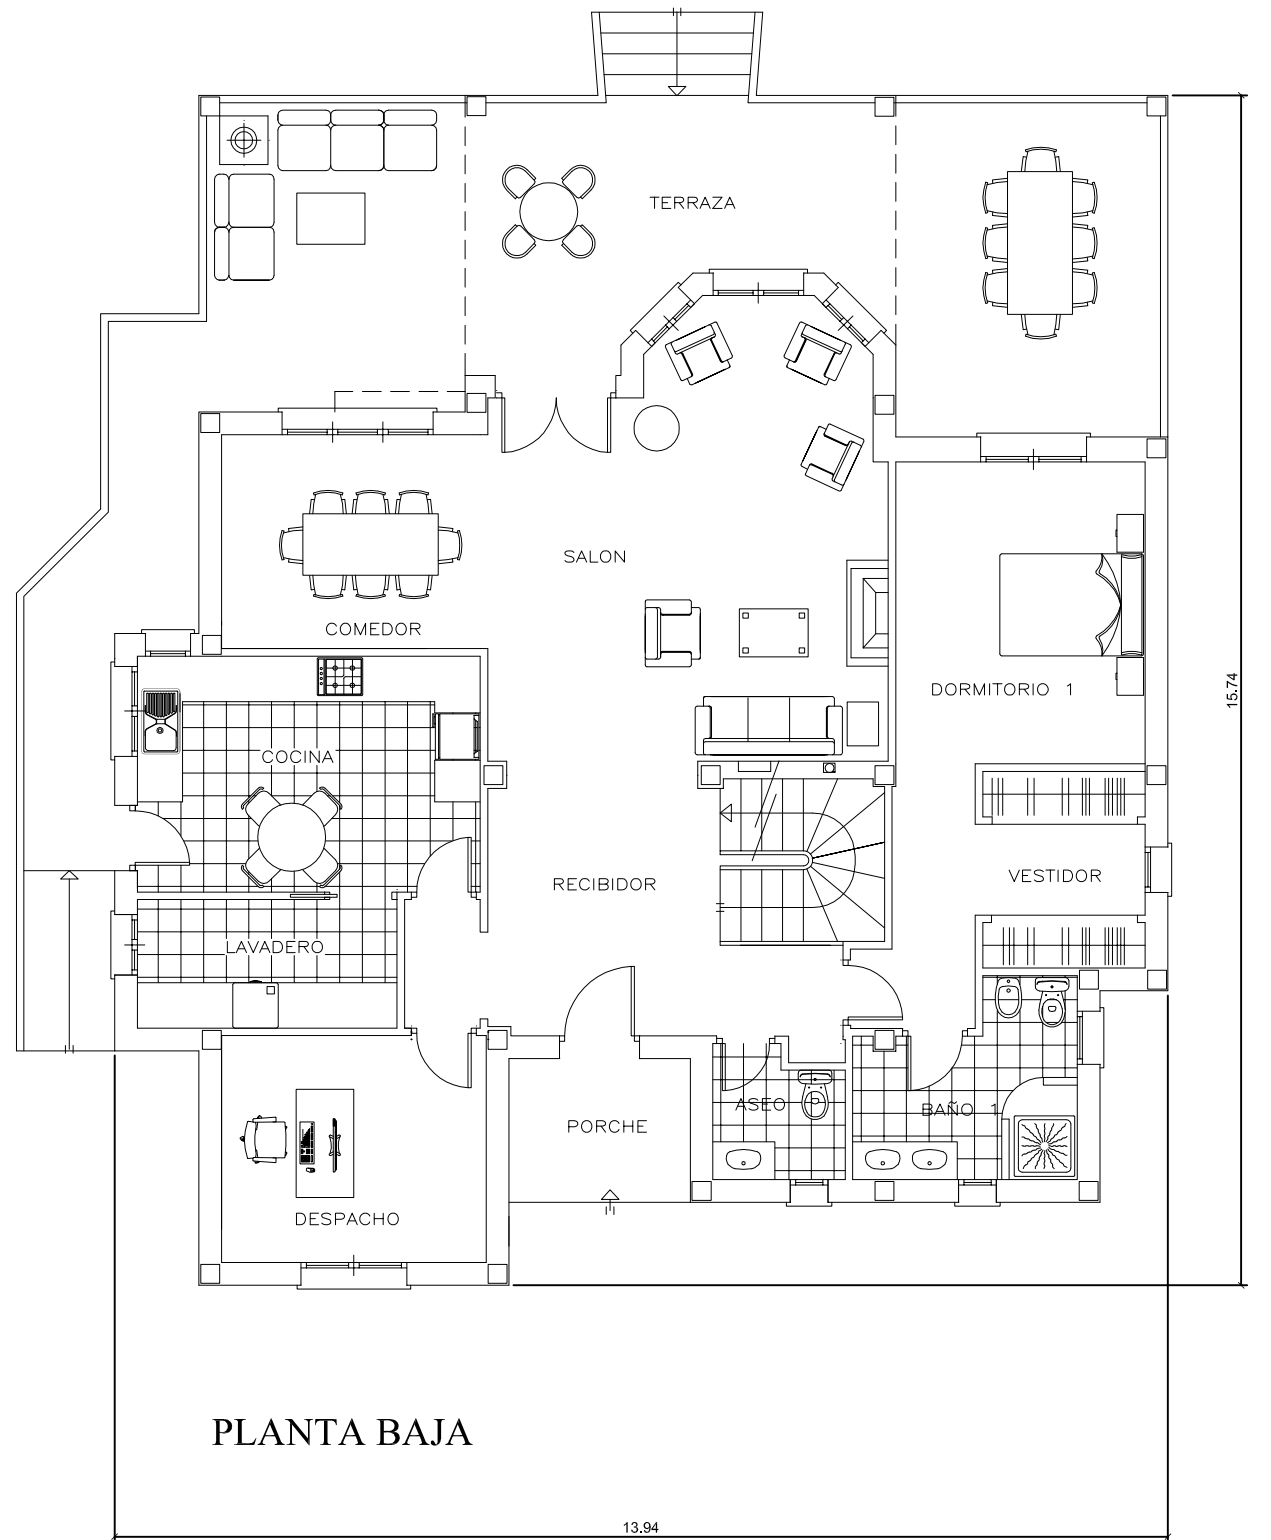 TERRAZA
SALON
COMEDOR
DORMITORIO 1
15.74
COCINA
VESTIDOR
RECIBIDOR
LAVADERO
ASEO
BAÑO 1
PORCHE
DESPACHO
PLANTA BAJA
13.94